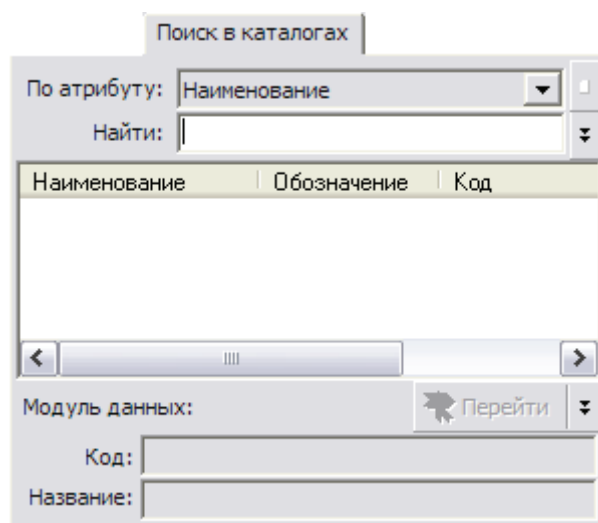 Поиск в каталогах
По атрибуту: Наименование
Найти:
Наименование Обозначение Код
Модуль данных: Перейти
Код:
Название: